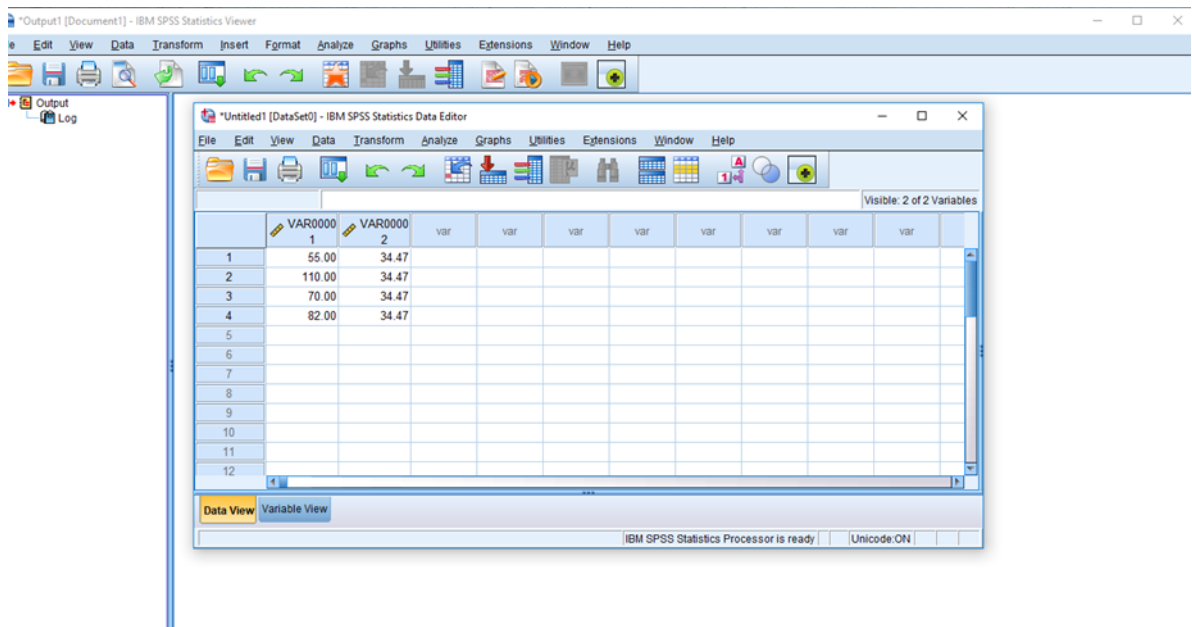 *Output1 [Document1] - IBM SPSS Statistics Viewer
e Edit View Data Transform Insert Format Analyze Graphs Utilities Extensions Window Help
Output
Log
*Untitled1 [DataSet0] - IBM SPSS Statistics Data Editor
File Edit View Data Transform Analyze Graphs Utilities Extensions Window Help
Visible: 2 of 2 Variables
VAR0000 1 VAR0000 2 var var var var var var var var
1 55.00 34.47
2 110.00 34.47
3 70.00 34.47
4 82.00 34.47
5
6
7
8
9
10
11
12
Data View Variable View
IBM SPSS Statistics Processor is ready Unicode:ON